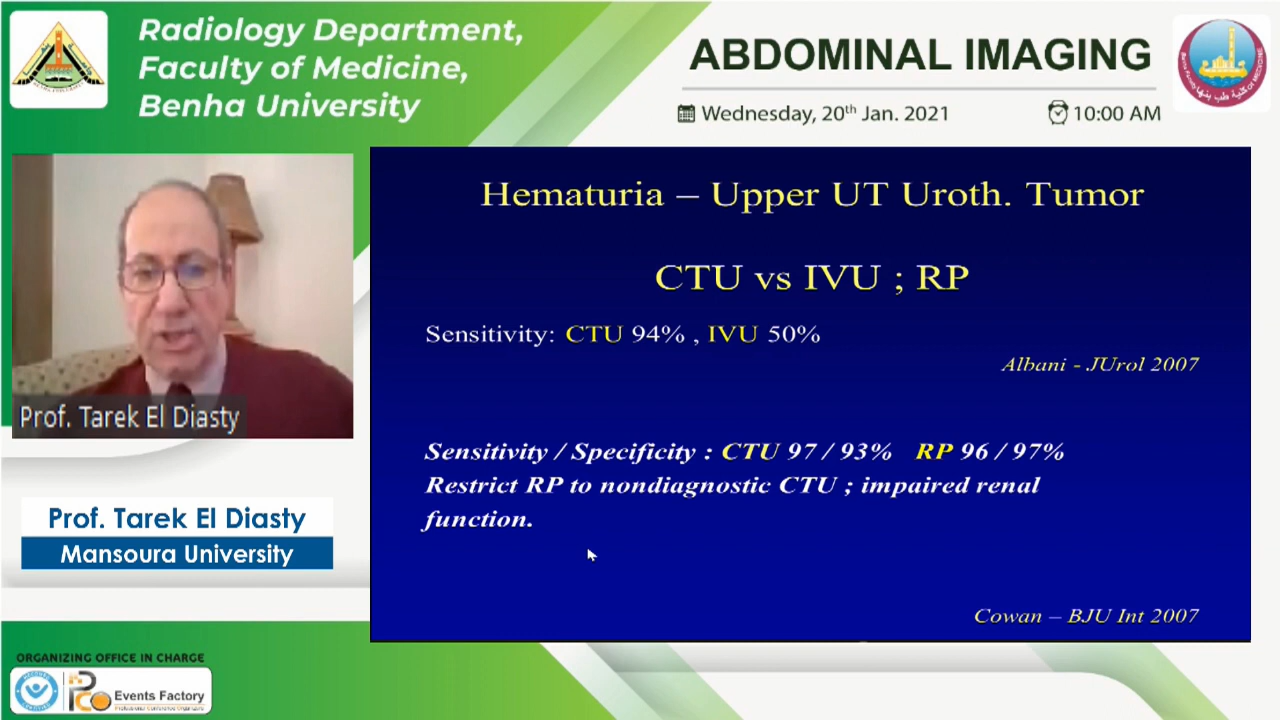 Radiology Department,
Faculty of Medicine,
Benha University
ABDOMINAL IMAGING
Wednesday, 20th Jan. 2021
10:00 AM
Prof. Tarek El Diasty
Prof. Tarek El Diasty
Mansoura University
Hematuria – Upper UT Uroth. Tumor
CTU vs IVU ; RP
Sensitivity: CTU 94% , IVU 50%
Albani - JUrol 2007
Sensitivity / Specificity : CTU 97 / 93% RP 96 / 97%
Restrict RP to nondiagnostic CTU ; impaired renal
function.
Cowan – BJU Int 2007
ORGANIZING OFFICE IN CHARGE
Events Factory